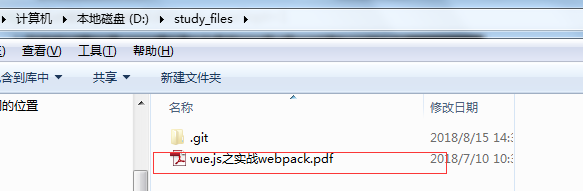 计算机 ▸ 本地磁盘 (D:) ▸ study_files ▸
查看(V) 工具(T) 帮助(H)
含到库中 共享 新建文件夹
的位置
名称 修改日期
.git 2018/8/15 14:3
vue.js之实战webpack.pdf 2018/7/10 10:3